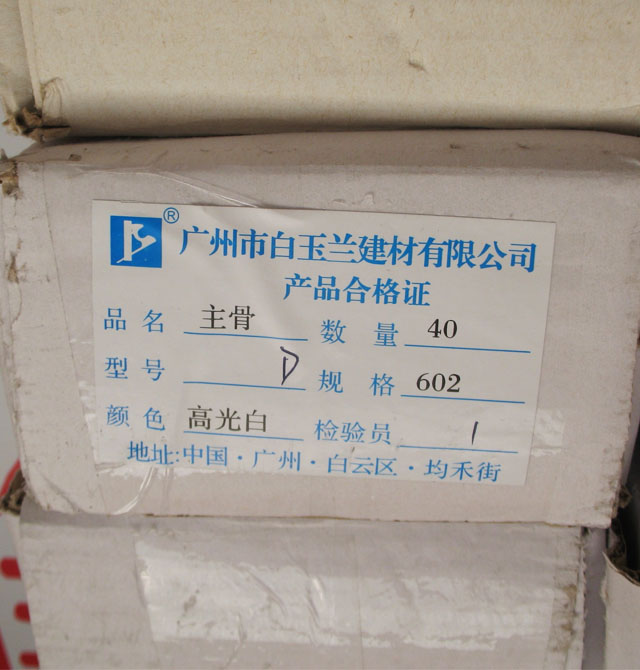 ®
广州市白玉兰建材有限公司
产品合格证
品名 主骨 数量 40
型号 D 规格 602
颜色 高光白 检验员 1
地址:中国·广州·白云区·均禾街